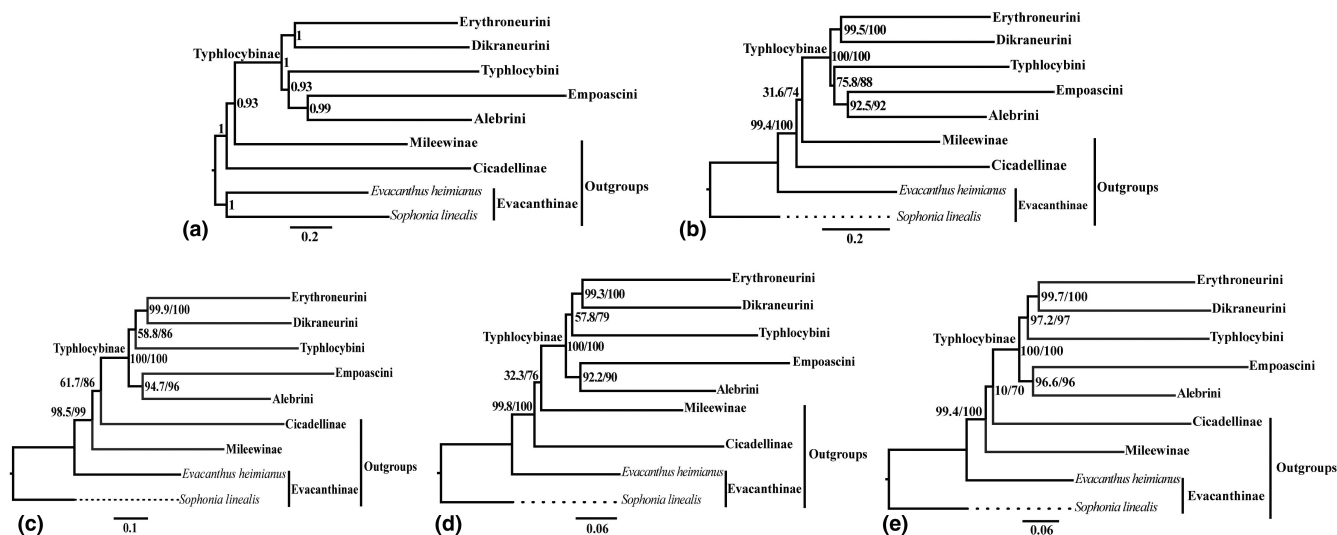 Erythroneurini
1
Dikraneurini
Typhlocybinae
1
Typhlocybini
0.93
0.93
Empoascini
0.99
Alebrini
1
Mileewinae
Cicadellinae
Evacanthus heimianus
1
Sophonia linealis
Evacanthinae
Outgroups
(a)
0.2
Erythroneurini
99.5/100
Dikraneurini
Typhlocybinae
100/100
Typhlocybini
75.8/88
31.6/74
Empoascini
92.5/92
Alebrini
99.4/100
Mileewinae
Cicadellinae
Evacanthus heimianus
Sophonia linealis
Evacanthinae
Outgroups
(b)
0.2
Erythroneurini
99.9/100
Dikraneurini
58.8/86
Typhlocybinae
Typhlocybini
100/100
Empoascini
61.7/86
94.7/96
Alebrini
98.5/99
Cicadellinae
Mileewinae
Evacanthus heimianus
Sophonia linealis
Evacanthinae
Outgroups
(c)
0.1
Erythroneurini
99.3/100
Dikraneurini
57.8/79
Typhlocybini
Typhlocybinae
100/100
Empoascini
32.3/76
92.2/90
Alebrini
99.8/100
Mileewinae
Cicadellinae
Evacanthus heimianus
Sophonia linealis
Evacanthinae
Outgroups
(d)
0.06
Erythroneurini
99.7/100
Dikraneurini
97.2/97
Typhlocybini
Typhlocybinae
100/100
Empoascini
10/70
96.6/96
Alebrini
99.4/100
Cicadellinae
Mileewinae
Evacanthus heimianus
Sophonia linealis
Evacanthinae
Outgroups
(e)
0.06